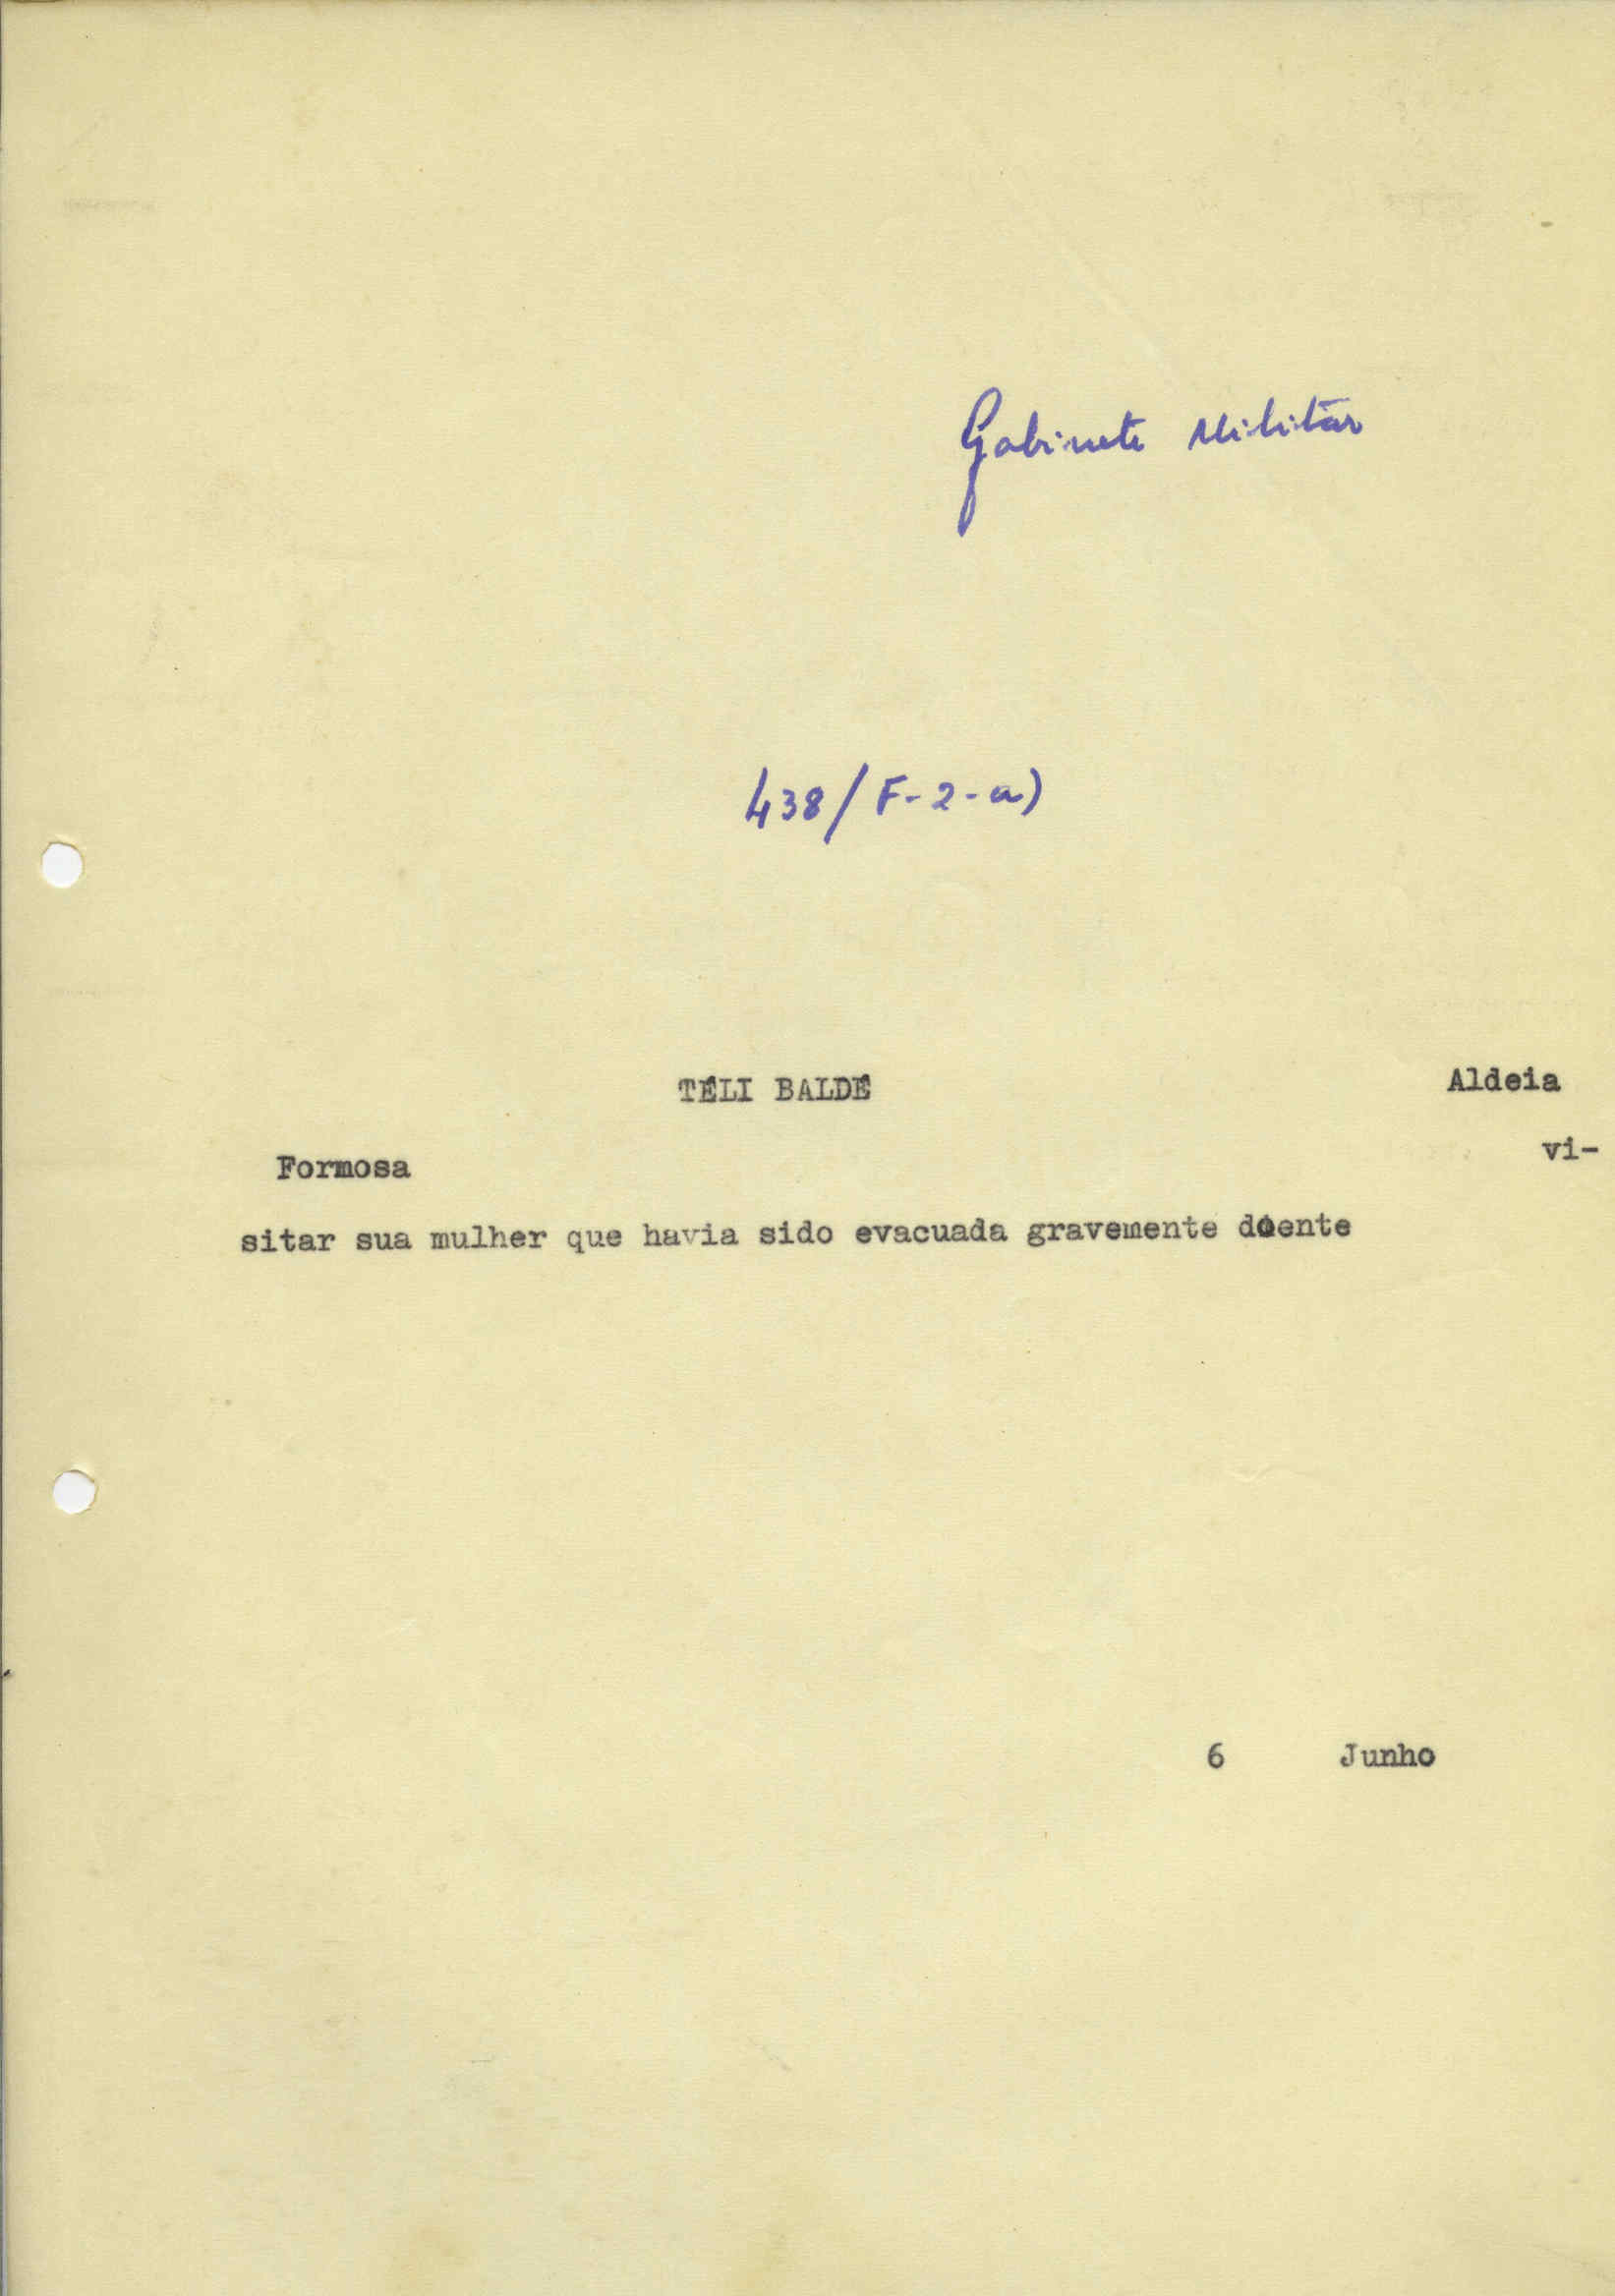 Gabinete Militar
438/F-2-a)
TÉLI BALDÉ Aldeia
vi-
Formosa
sitar sua mulher que havia sido evacuada gravemente doente
6 Junho